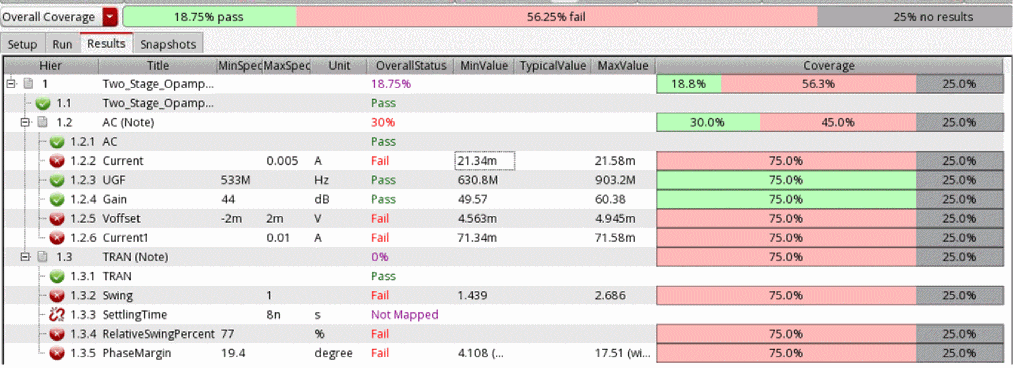 Overall Coverage 18.75% pass 56.25% fail 25% no results
Setup Run Results Snapshots
Hier Title MinSpec MaxSpec Unit OverallStatus MinValue TypicalValue MaxValue Coverage
1 Two_Stage_Opamp... 18.75% 18.8% 56.3% 25.0%
1.1 Two_Stage_Opamp... Pass
1.2 AC (Note) 30% 30.0% 45.0% 25.0%
1.2.1 AC Pass
1.2.2 Current 0.005 A Fail 21.34m 21.58m 75.0% 25.0%
1.2.3 UGF 533M Hz Pass 630.8M 903.2M 75.0% 25.0%
1.2.4 Gain 44 dB Pass 49.57 60.38 75.0% 25.0%
1.2.5 Voffset -2m 2m V Fail 4.563m 4.945m 75.0% 25.0%
1.2.6 Current1 0.01 A Fail 71.34m 71.58m 75.0% 25.0%
1.3 TRAN (Note) 0% 75.0% 25.0%
1.3.1 TRAN Pass
1.3.2 Swing 1 Fail 1.439 2.686 75.0% 25.0%
1.3.3 SettlingTime 8n s Not Mapped
1.3.4 RelativeSwingPercent 77 % Fail 75.0% 25.0%
1.3.5 PhaseMargin 19.4 degree Fail 4.108 (... 17.51 (wi... 75.0% 25.0%